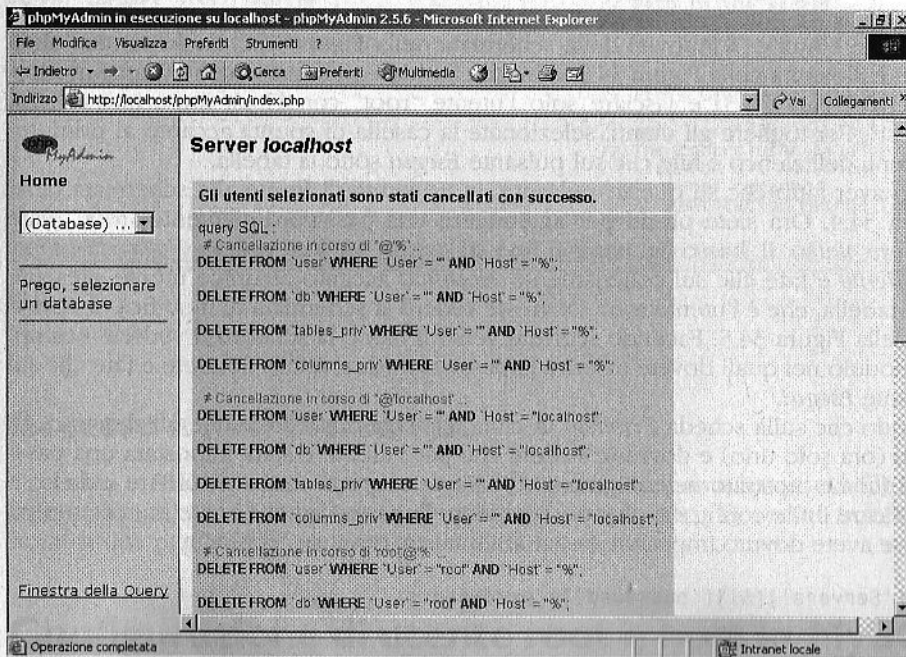 phpMyAdmin in esecuzione su localhost - phpMyAdmin 2.5.6 - Microsoft Internet Explorer
File Modifica Visualizza Preferiti Strumenti ?
Indietro Cerca Preferiti Multimedia
Indirizzo http://localhost/phpMyAdmin/index.php Vai Collegamenti »
php
MyAdmin
Home
(Database) ...
Prego, selezionare
un database
Finestra della Query
Server localhost
Gli utenti selezionati sono stati cancellati con successo.
query SQL :
# Cancellazione in corso di ''@'%' ...
DELETE FROM `user` WHERE `User` = "" AND `Host` = "%";
DELETE FROM `db` WHERE `User` = "" AND `Host` = "%";
DELETE FROM `tables_priv` WHERE `User` = "" AND `Host` = "%";
DELETE FROM `columns_priv` WHERE `User` = "" AND `Host` = "%";
# Cancellazione in corso di ''@'localhost' ...
DELETE FROM `user` WHERE `User` = "" AND `Host` = "localhost";
DELETE FROM `db` WHERE `User` = "" AND `Host` = "localhost";
DELETE FROM `tables_priv` WHERE `User` = "" AND `Host` = "localhost";
DELETE FROM `columns_priv` WHERE `User` = "" AND `Host` = "localhost";
# Cancellazione in corso di 'root'@'%' ...
DELETE FROM `user` WHERE `User` = "root" AND `Host` = "%";
DELETE FROM `db` WHERE `User` = "root" AND `Host` = "%";
Operazione completata
Intranet locale